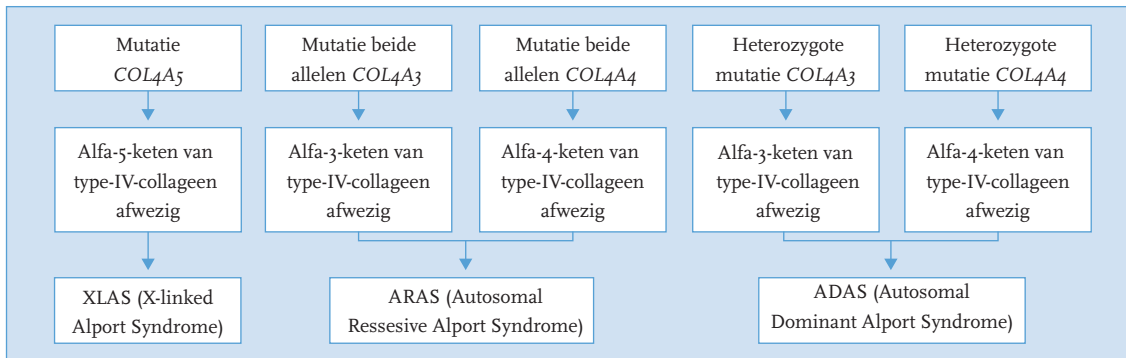 Mutatie
COL4A5
Mutatie beide
allelen COL4A3
Mutatie beide
allelen COL4A4
Heterozygote
mutatie COL4A3
Heterozygote
mutatie COL4A4
Alfa-5-keten van
type-IV-collageen
afwezig
Alfa-3-keten van
type-IV-collageen
afwezig
Alfa-4-keten van
type-IV-collageen
afwezig
Alfa-3-keten van
type-IV-collageen
afwezig
Alfa-4-keten van
type-IV-collageen
afwezig
XLAS (X-linked
Alport Syndrome)
ARAS (Autosomal
Ressesive Alport Syndrome)
ADAS (Autosomal
Dominant Alport Syndrome)